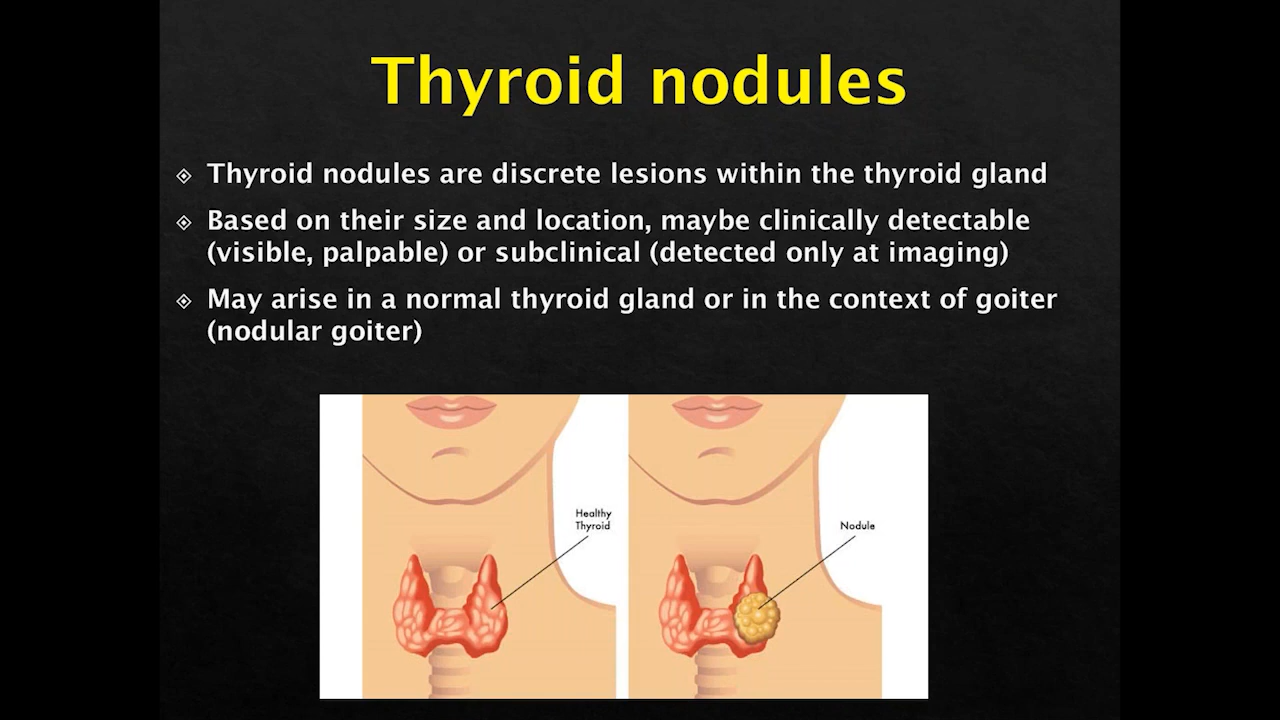 Thyroid nodules
Thyroid nodules are discrete lesions within the thyroid gland
Based on their size and location, maybe clinically detectable
(visible, palpable) or subclinical (detected only at imaging)
May arise in a normal thyroid gland or in the context of goiter
(nodular goiter)
Healthy
Thyroid
Nodule